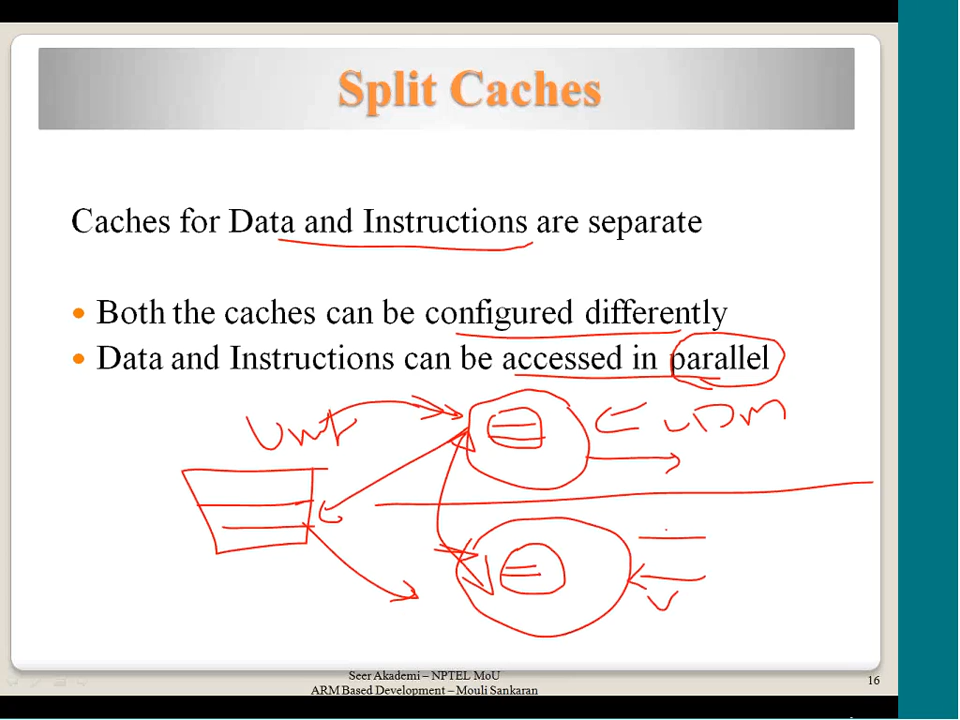 Split Caches
Caches for Data and Instructions are separate
Both the caches can be configured differently
Data and Instructions can be accessed in parallel
Seer Akademi – NPTEL MoU
ARM Based Development – Mouli Sankaran
16